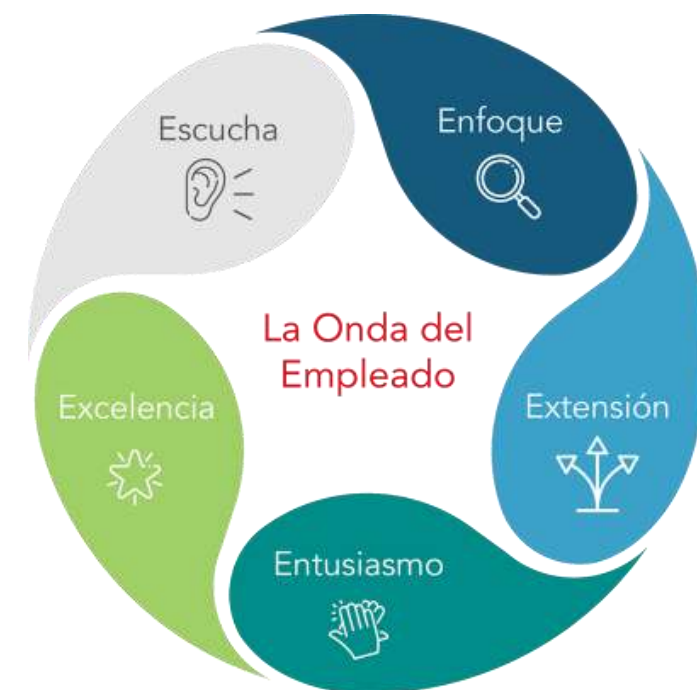 Escucha
Enfoque
La Onda del
Empleado
Excelencia
Extensión
Entusiasmo